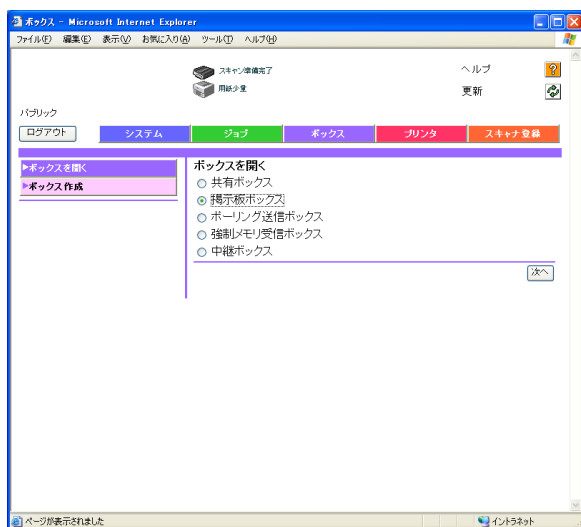 ボックス - Microsoft Internet Explorer
ファイル(F) 編集(E) 表示(V) お気に入り(A) ツール(T) ヘルプ(H)
スキャン準備完了
ヘルプ
?
用紙少量
更新
パブリック
ログアウト
システム
ジョブ
ボックス
プリンタ
スキャナ登録
ボックスを開く
ボックス作成
ボックスを開く
共有ボックス
掲示板ボックス
ポーリング送信ボックス
強制メモリ受信ボックス
中継ボックス
次へ
ページが表示されました
イントラネット